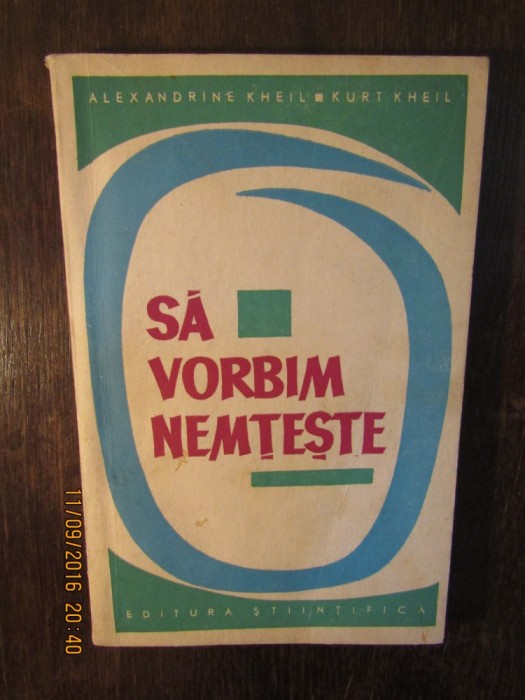 ALEXANDRINE KHEIL ■ KURT KHEIL
SĂ
VORBIM
NEMȚEȘTE
EDITURA ȘTIINȚIFICĂ
11/09/2016 20:40